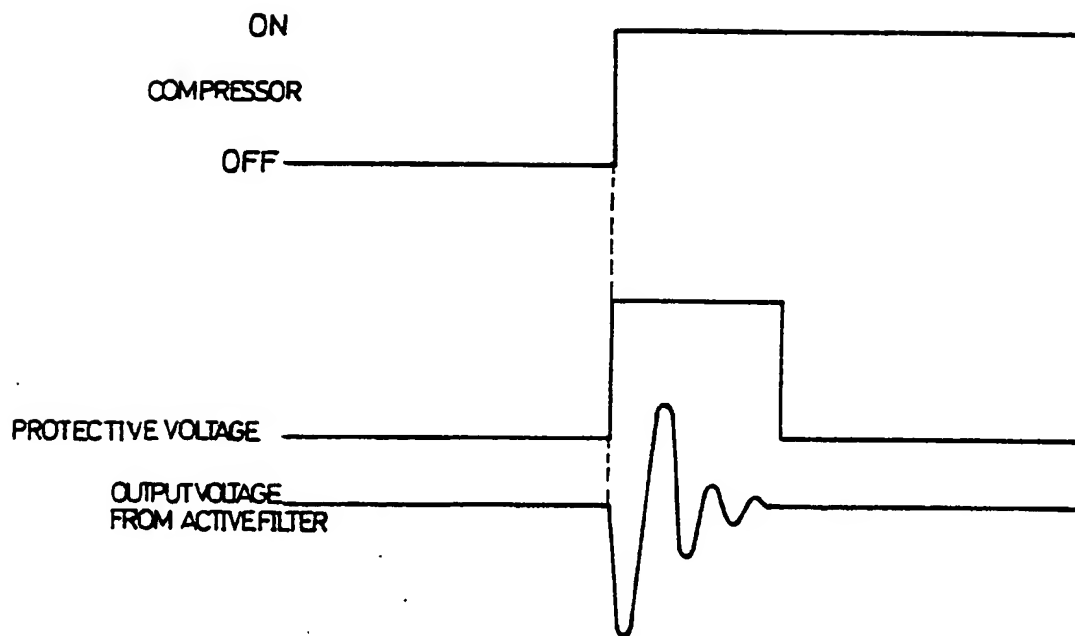 ON
COMPRESSOR
OFF
PROTECTIVE VOLTAGE
OUTPUT VOLTAGE
FROM ACTIVE FILTER